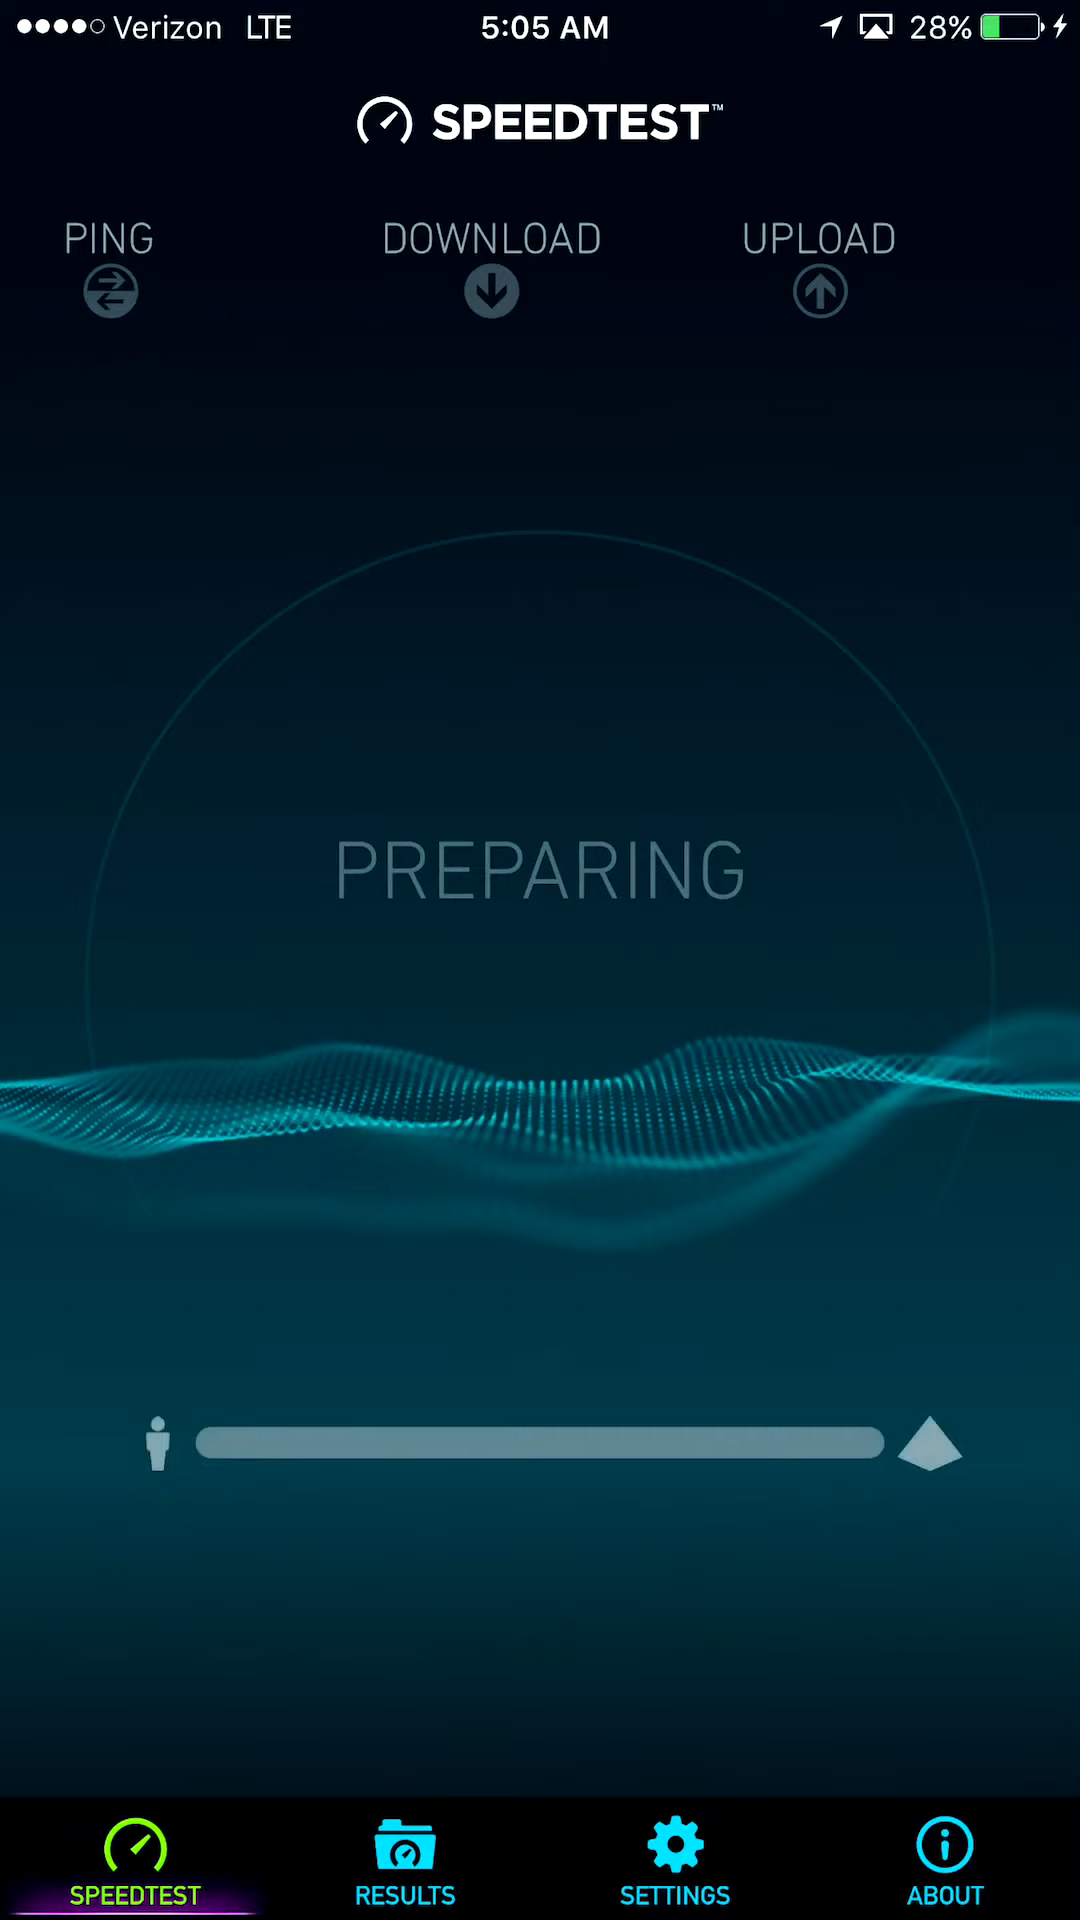 Verizon LTE 5:05 AM 28%
SPEEDTEST™
PING DOWNLOAD UPLOAD
PREPARING
SPEEDTEST RESULTS SETTINGS ABOUT